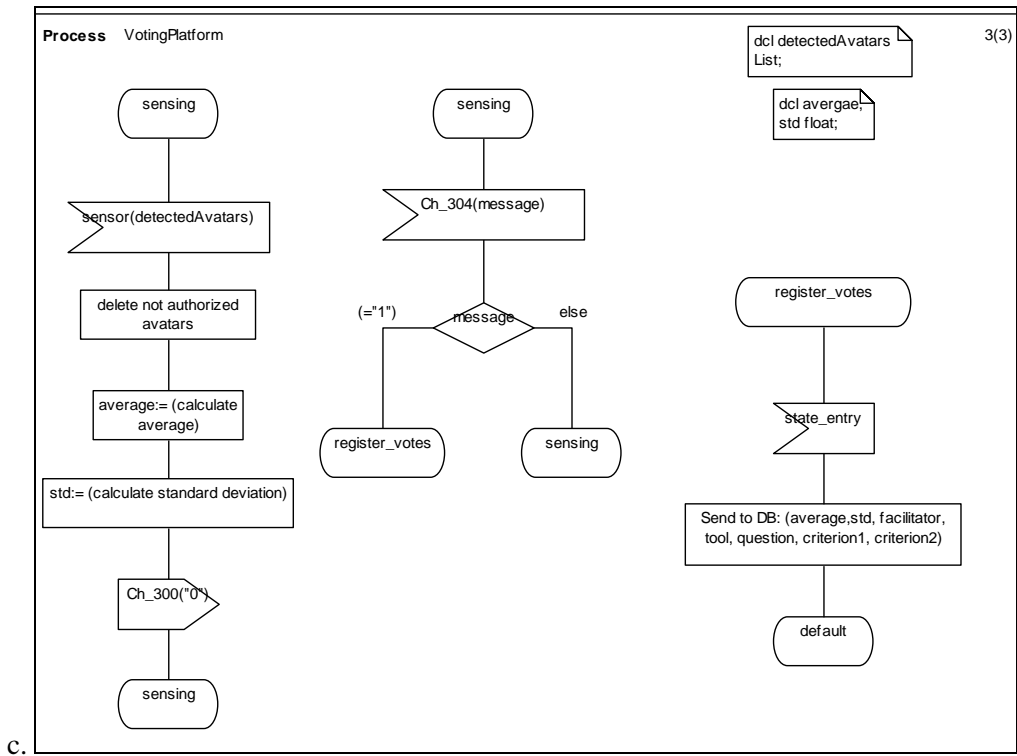 Process VotingPlatform
3(3)
dcl detectedAvatars
List;
dcl avergae,
std float;
sensing
sensor(detectedAvatars)
delete not authorized
avatars
average:= (calculate
average)
std:= (calculate standard deviation)
Ch_300("0")
sensing
sensing
Ch_304(message)
message
(="1")
else
register_votes
sensing
register_votes
state_entry
Send to DB: (average,std, facilitator,
tool, question, criterion1, criterion2)
default
c.